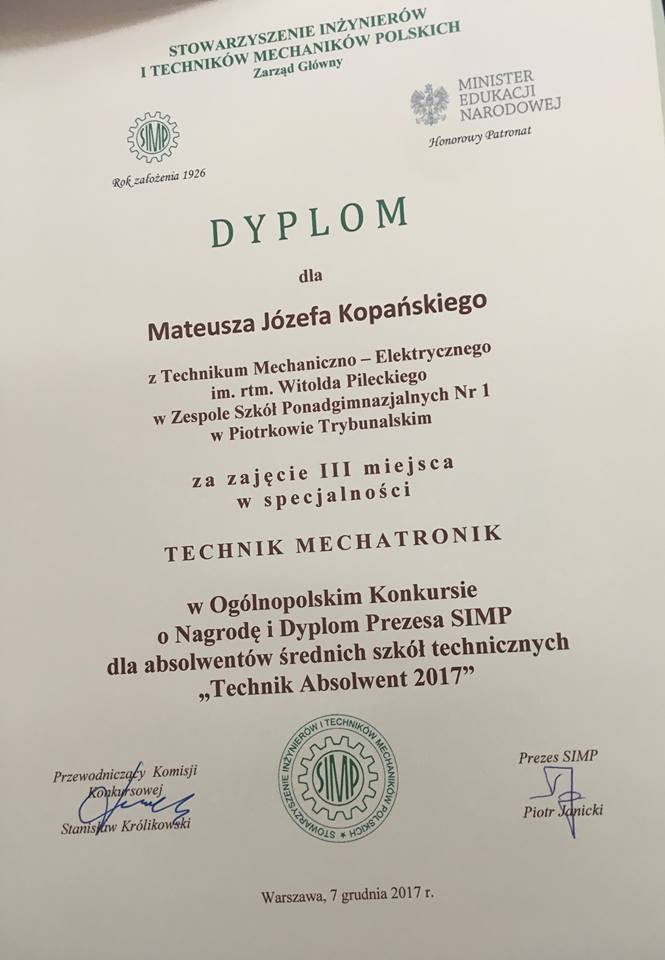 STOWARZYSZENIE INŻYNIERÓW
I TECHNIKÓW MECHANIKÓW POLSKICH
Zarząd Główny
SIMP
Rok założenia 1926
MINISTER
EDUKACJI
NARODOWEJ
Honorowy Patronat
DYPLOM
dla
Mateusza Józefa Kopańskiego
z Technikum Mechaniczno – Elektrycznego
im. rtm. Witolda Pileckiego
w Zespole Szkół Ponadgimnazjalnych Nr 1
w Piotrkowie Trybunalskim
za zajęcie III miejsca
w specjalności
TECHNIK MECHATRONIK
w Ogólnopolskim Konkursie
o Nagrodę i Dyplom Prezesa SIMP
dla absolwentów średnich szkół technicznych
„Technik Absolwent 2017”
Przewodniczący Komisji
Konkursowej
Stanisław Królikowski
STOWARZYSZENIE INŻYNIERÓW I TECHNIKÓW MECHANIKÓW POLSKICH ★
SIMP
Prezes SIMP
Piotr Janicki
Warszawa, 7 grudnia 2017 r.